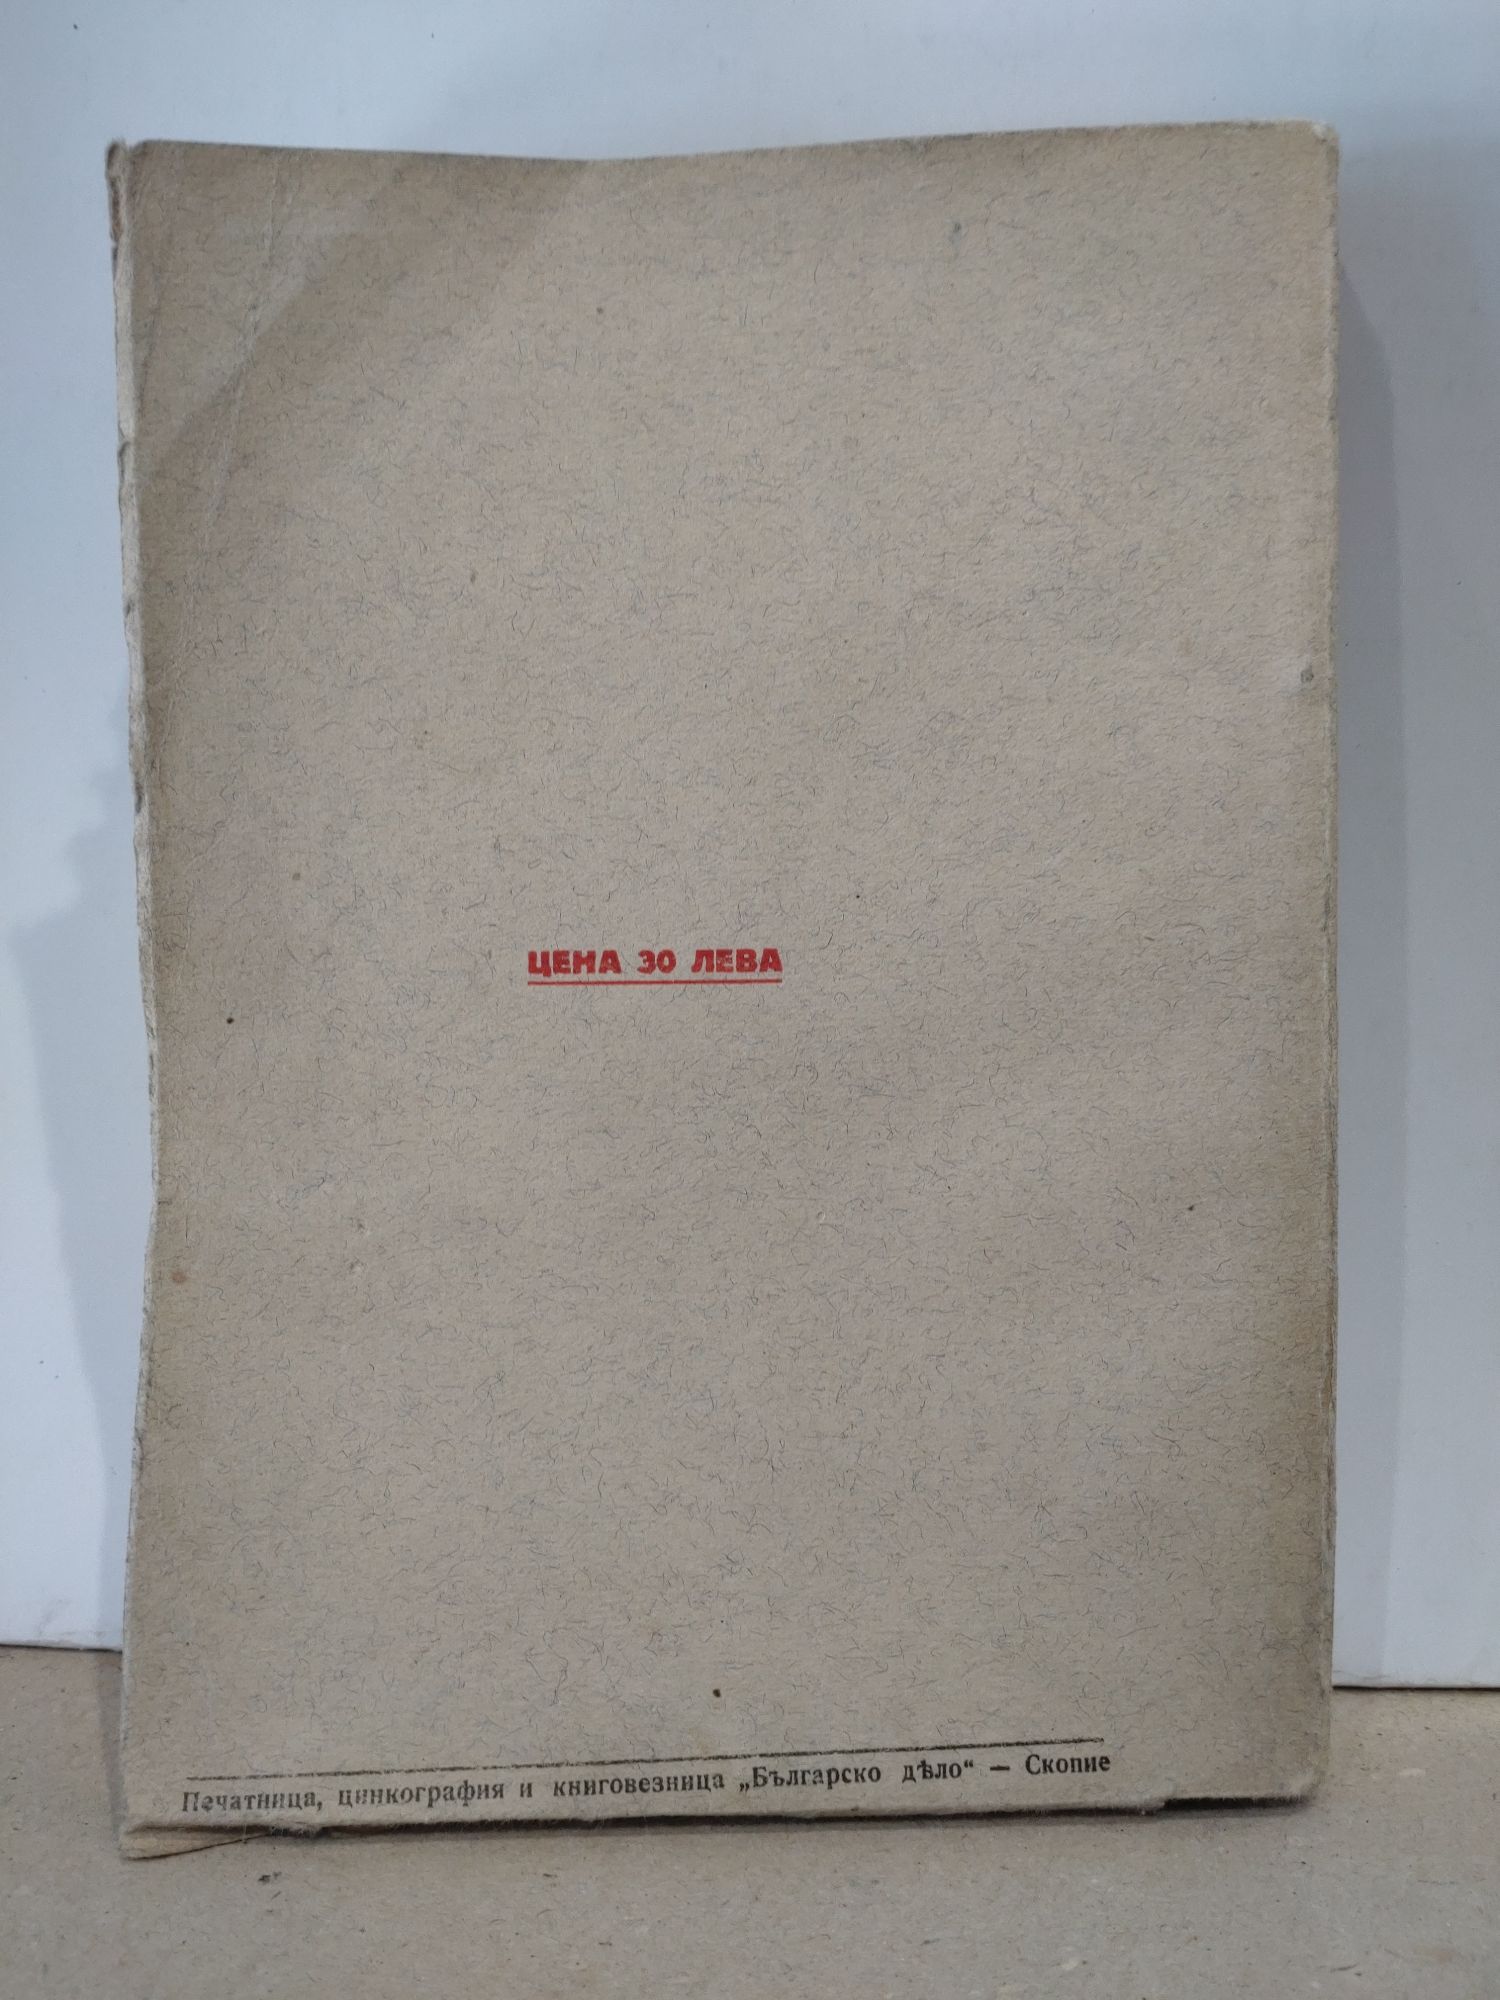 ЦЕНА 30 ЛЕВА
Печатница, цинкография и книговезница „Българско дѣло“ — Скопие